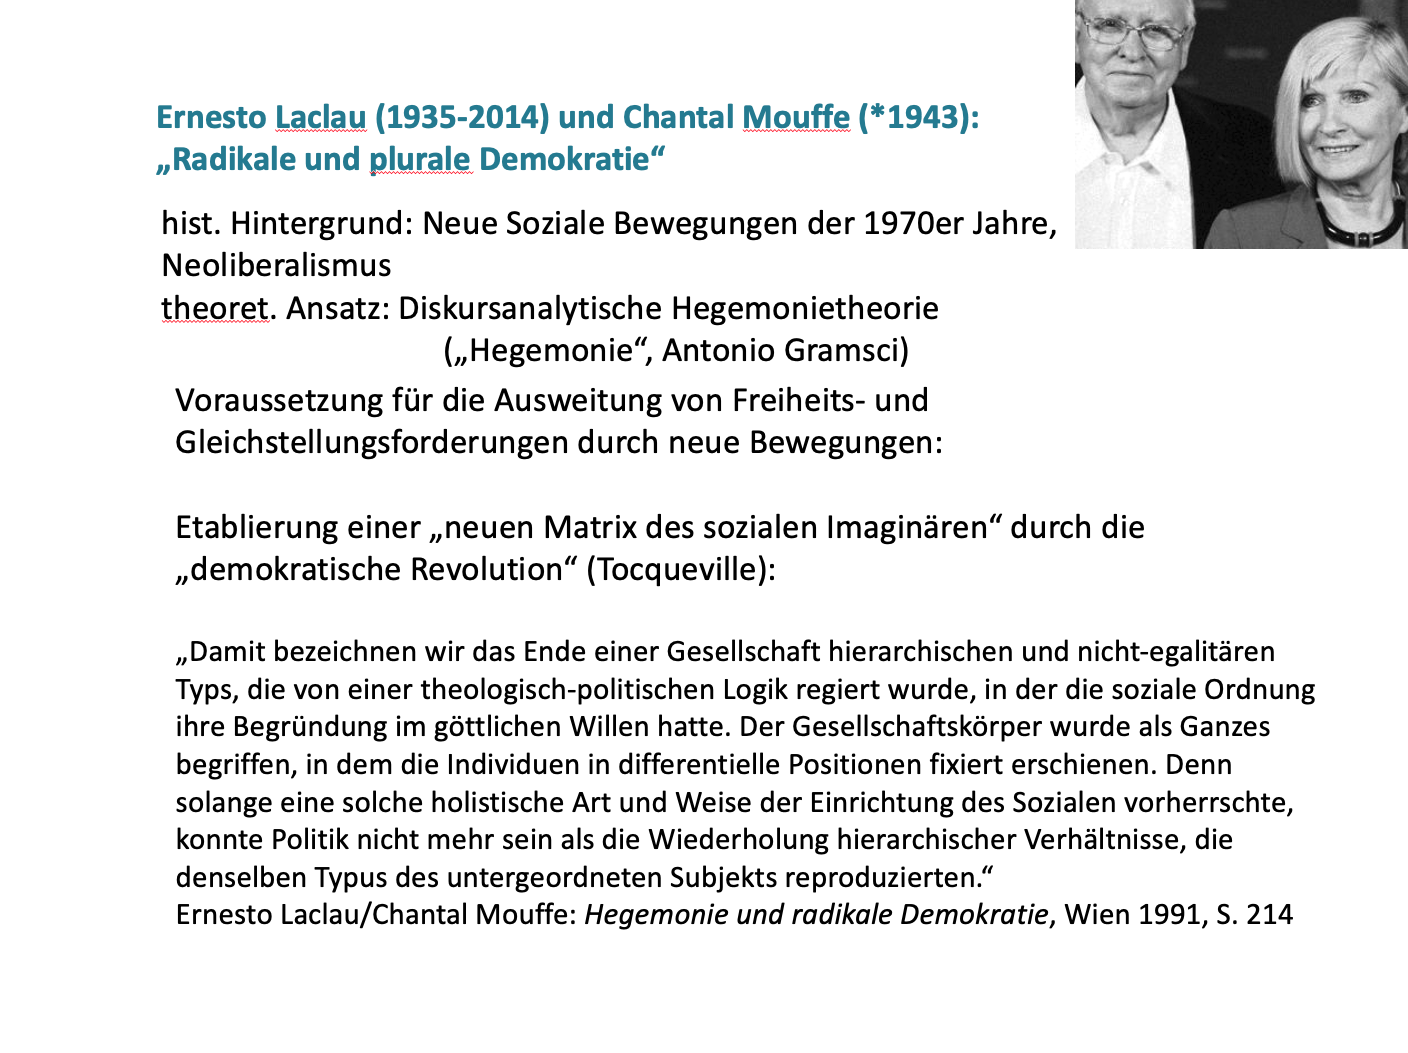 Ernesto Laclau (1935-2014) und Chantal Mouffe (*1943):
„Radikale und plurale Demokratie“
hist. Hintergrund: Neue Soziale Bewegungen der 1970er Jahre,
Neoliberalismus
theoret. Ansatz: Diskursanalytische Hegemonietheorie
(„Hegemonie“, Antonio Gramsci)
Voraussetzung für die Ausweitung von Freiheits- und
Gleichstellungsforderungen durch neue Bewegungen:
Etablierung einer „neuen Matrix des sozialen Imaginären“ durch die
„demokratische Revolution“ (Tocqueville):
„Damit bezeichnen wir das Ende einer Gesellschaft hierarchischen und nicht-egalitären
Typs, die von einer theologisch-politischen Logik regiert wurde, in der die soziale Ordnung
ihre Begründung im göttlichen Willen hatte. Der Gesellschaftskörper wurde als Ganzes
begriffen, in dem die Individuen in differentielle Positionen fixiert erschienen. Denn
solange eine solche holistische Art und Weise der Einrichtung des Sozialen vorherrschte,
konnte Politik nicht mehr sein als die Wiederholung hierarchischer Verhältnisse, die
denselben Typus des untergeordneten Subjekts reproduzierten.“
Ernesto Laclau/Chantal Mouffe: Hegemonie und radikale Demokratie, Wien 1991, S. 214